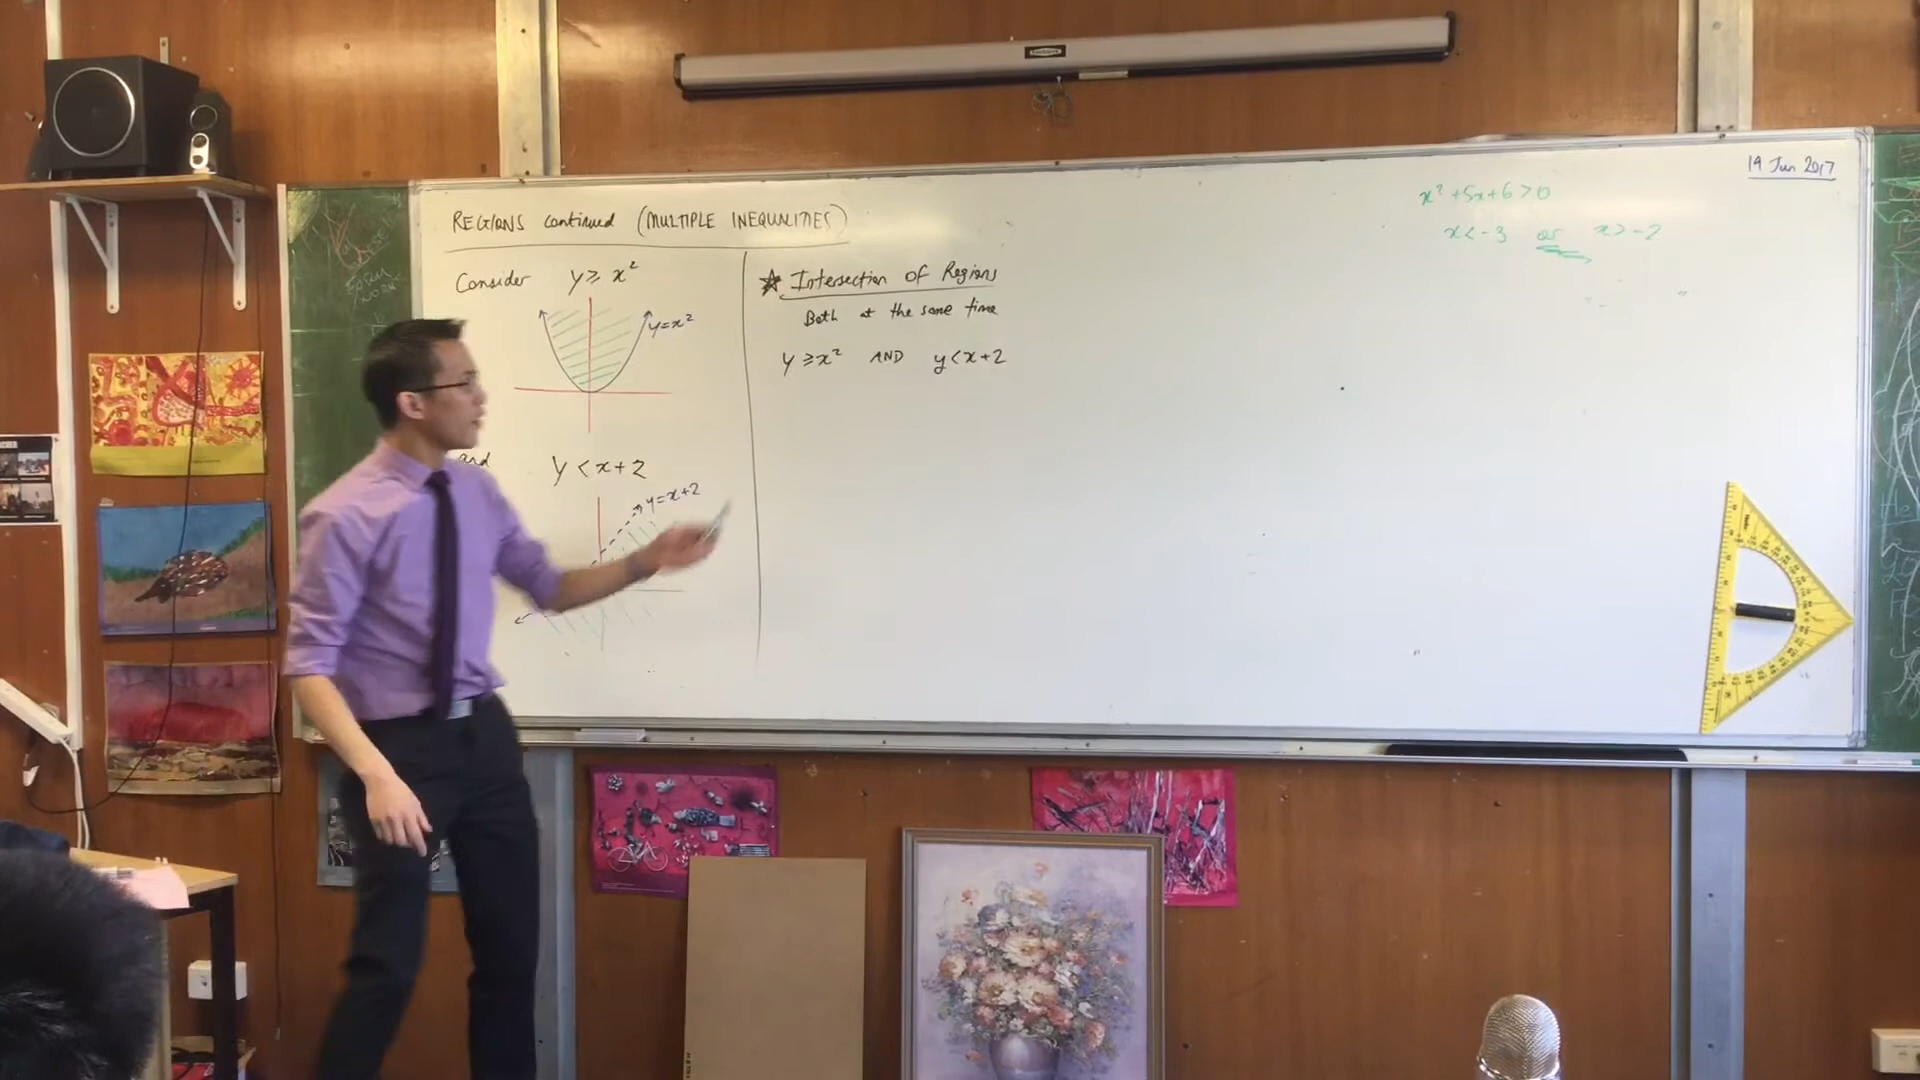 19 Jun 2017
REGIONS continued (MULTIPLE INEQUALITIES)
Consider y ≥ x²
y = x²
and y < x + 2
y = x + 2
★ Intersection of Regions
Both at the same time
y ≥ x² AND y < x + 2
x² + 5x + 6 > 0
x < -3 or x > -2